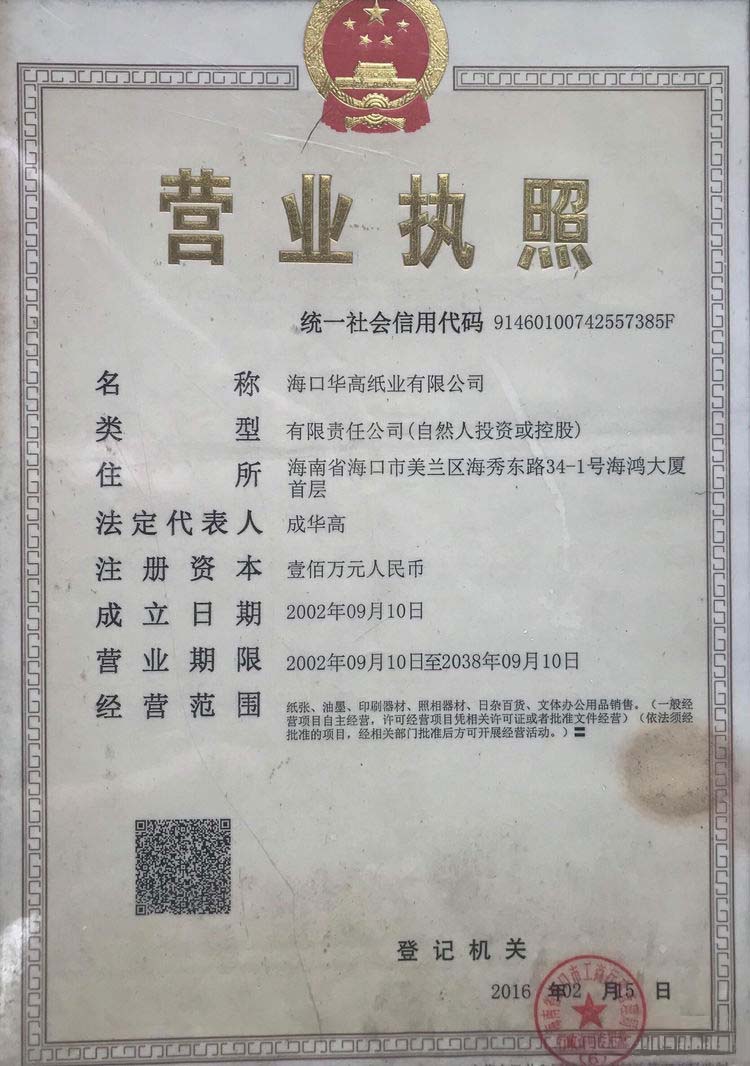 营业执照
统一社会信用代码 91460100742557385F
名称 海口华高纸业有限公司
类型 有限责任公司(自然人投资或控股)
住所 海南省海口市美兰区海秀东路34-1号海鸿大厦
首层
法定代表人 成华高
注册资本 壹佰万元人民币
成立日期 2002年09月10日
营业期限 2002年09月10日至2038年09月10日
经营范围 纸张、油墨、印刷器材、照相器材、日杂百货、文体办公用品销售。（一般经
营项目自主经营，许可经营项目凭相关许可证或者批准文件经营）（依法须经
批准的项目，经相关部门批准后方可开展经营活动。）
登记机关
2016 年02 月15 日